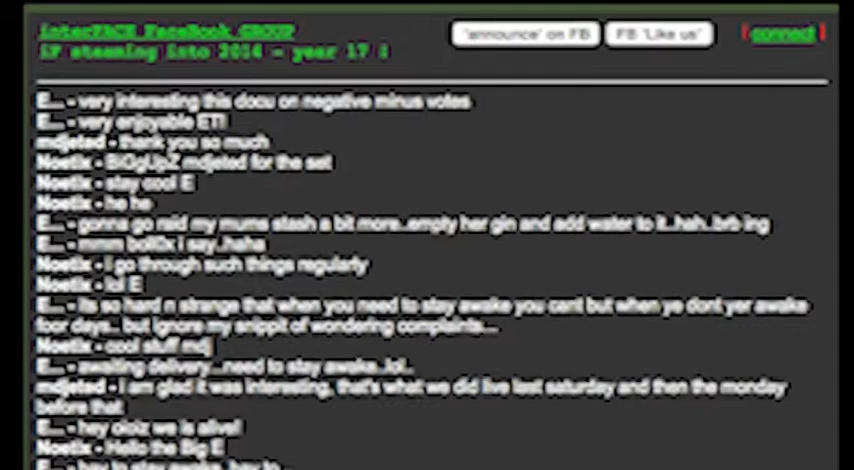 interFACE FaceBook GROUP
iF steaming into 2014 - year 17 !
'announce' on FB
FB 'Like us'
! connect !
E... - very interesting this docu on negative minus votes
E... - very enjoyable ET!
mdjetad - thank you so much
Noetix - BiGgUpZ mdjetad for the set
Noetix - stay cool E
Noetix - he he
E... - gonna go raid my mums stash a bit more..empty her gin and add water to it..hah..brb ing
E... - mmm i say..haha
Noetix - i go through such things regularly
Noetix - lol E
E... - its so hard n strange that when you need to stay awake you cant but when ye dont yer awake
foor days.. but ignore my snippit of wondering complaints...
Noetix - cool stuff mdj
E... - awaiting delivery...need to stay awake..lol..
mdjetad - I am glad it was interesting, that's what we did live last saturday and then the monday
before that
E... - hey we is alive!
Noetix - Hello the Big E
E... - to stay awake